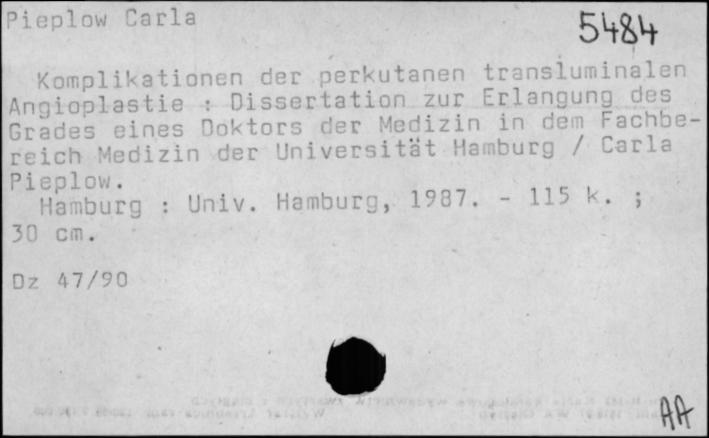 Pieplow Carla
5484
Komplikationen der perkutanen transluminalen
Angioplastie : Dissertation zur Erlangung des
Grades eines Doktors der Medizin in dem Fachbe-
reich Medizin der Universität Hamburg / Carla
Pieplow.
Hamburg : Univ. Hamburg, 1987. - 115 k. ;
30 cm.
Dz 47/90
AA